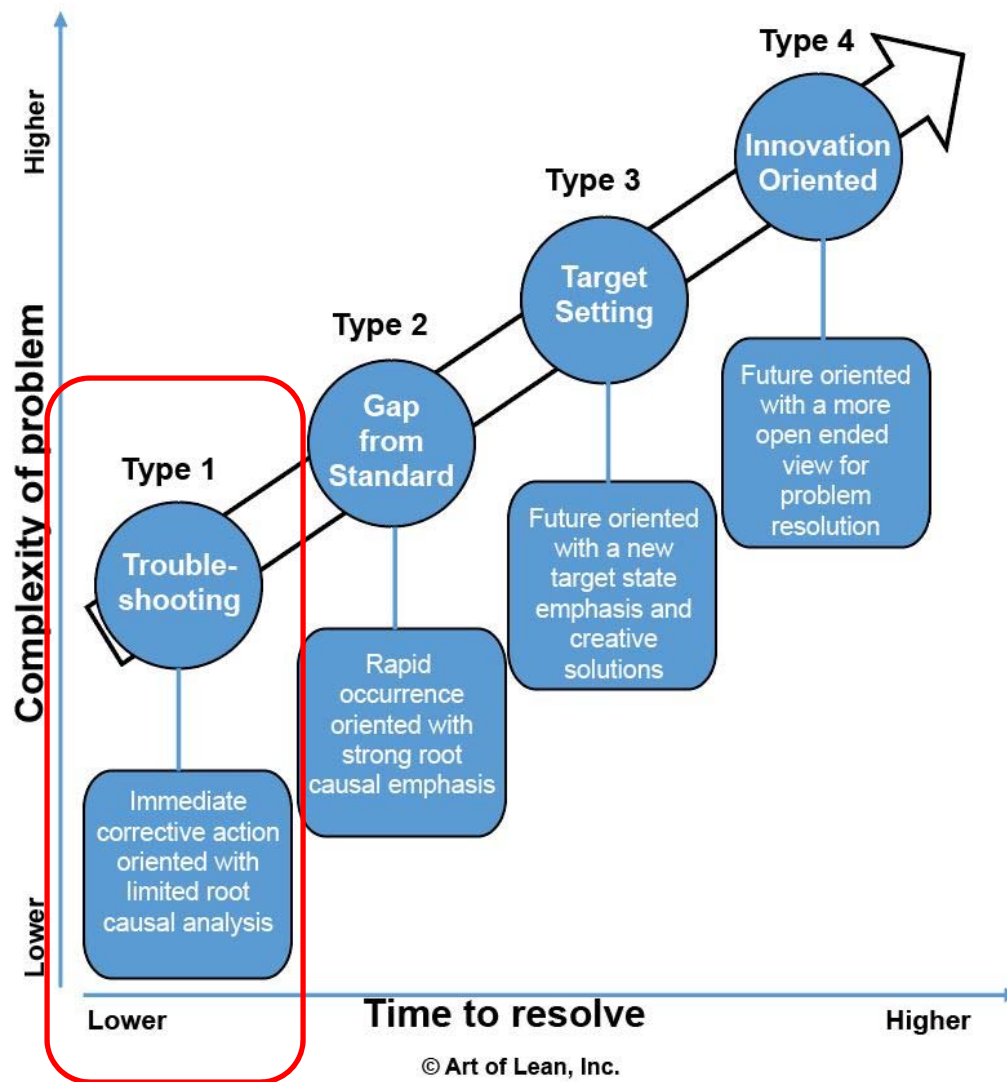 Type 4
Higher
Innovation
Oriented
Type 3
Target
Setting
Type 2
Gap
from
Standard
Type 1
Trouble-
shooting
Complexity of problem
Future oriented
with a more
open ended
view for
problem
resolution
Future oriented
with a new
target state
emphasis and
creative
solutions
Rapid
occurrence
oriented with
strong root
causal emphasis
Immediate
corrective action
oriented with
limited root
causal analysis
Lower
Lower
Time to resolve
Higher
© Art of Lean, Inc.